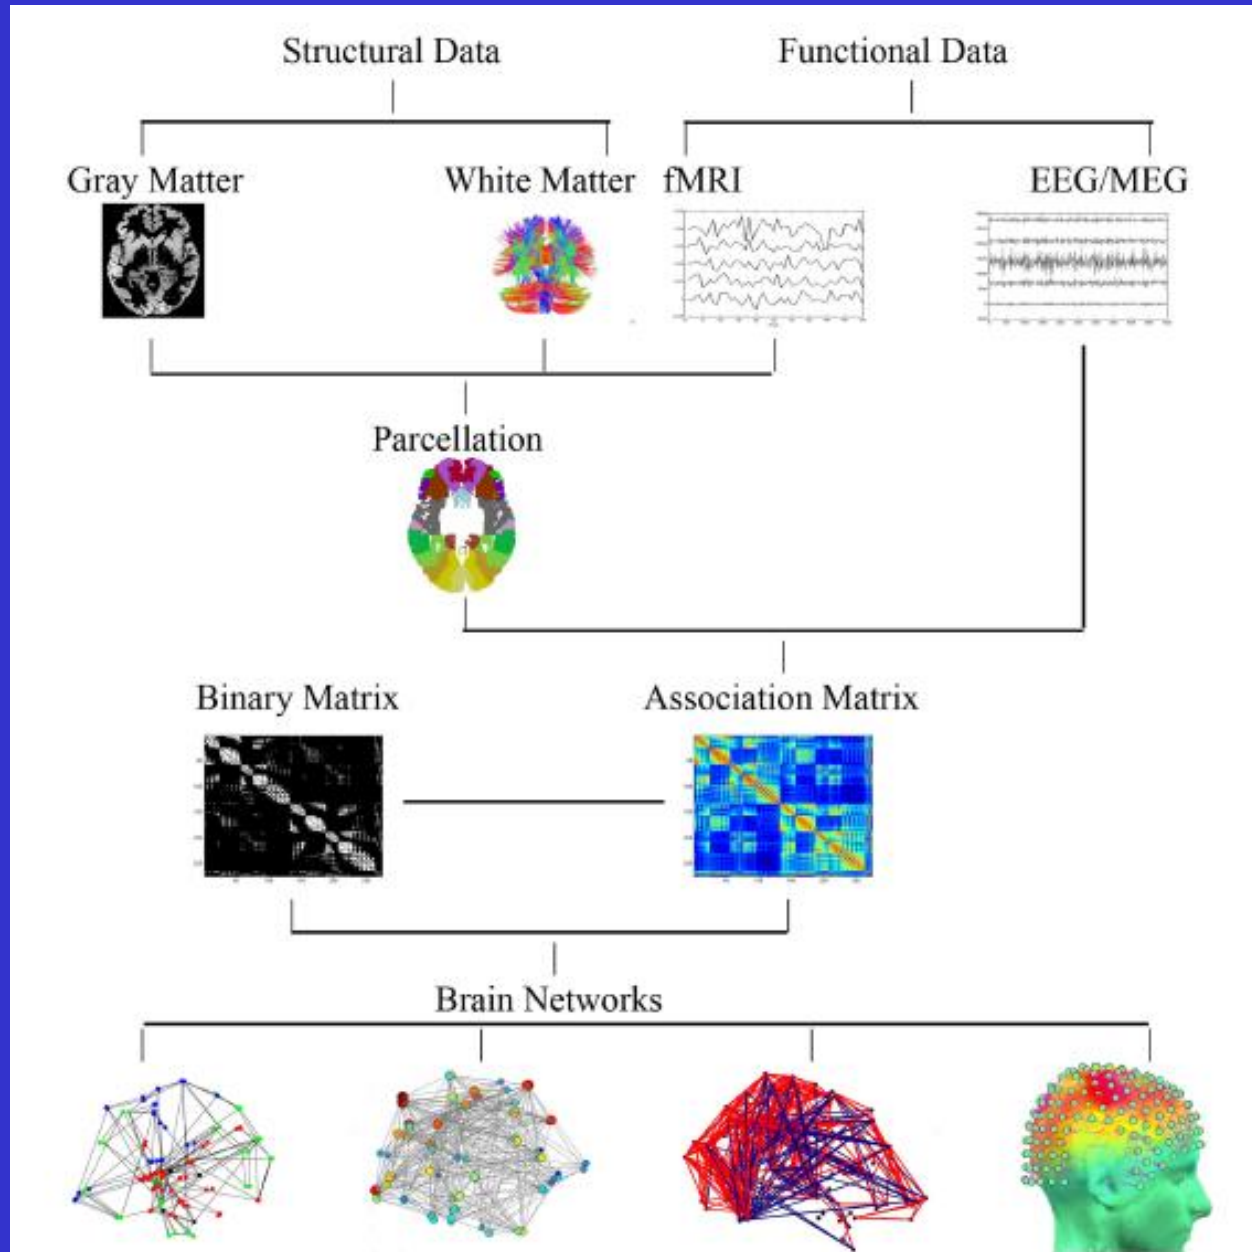 Structural Data
Functional Data
Gray Matter
White Matter
fMRI
EEG/MEG
Parcellation
Binary Matrix
Association Matrix
Brain Networks